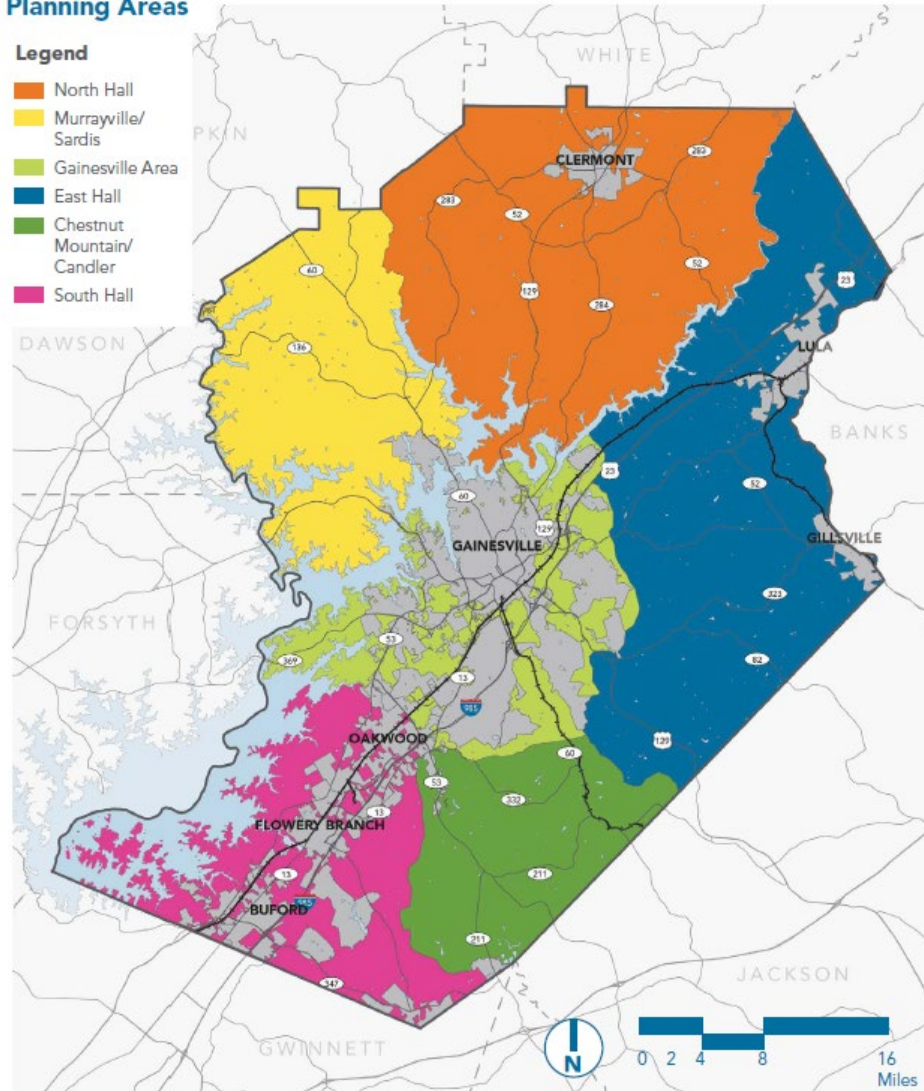 Planning Areas
Legend
North Hall
Murrayville/
Sardis
Gainesville Area
East Hall
Chestnut
Mountain/
Candler
South Hall
WHITE
PKIN
CLERMONT
283
283
52
52
60
129
284
23
136
LULA
DAWSON
BANKS
23
52
60
129
GAINESVILLE
GILLSVILLE
323
FORSYTH
53
82
369
13
985
129
OAKWOOD
60
53
332
13
FLOWERY BRANCH
13
211
985
BUFORD
211
347
JACKSON
GWINNETT
N
0 2 4 8 16
Miles